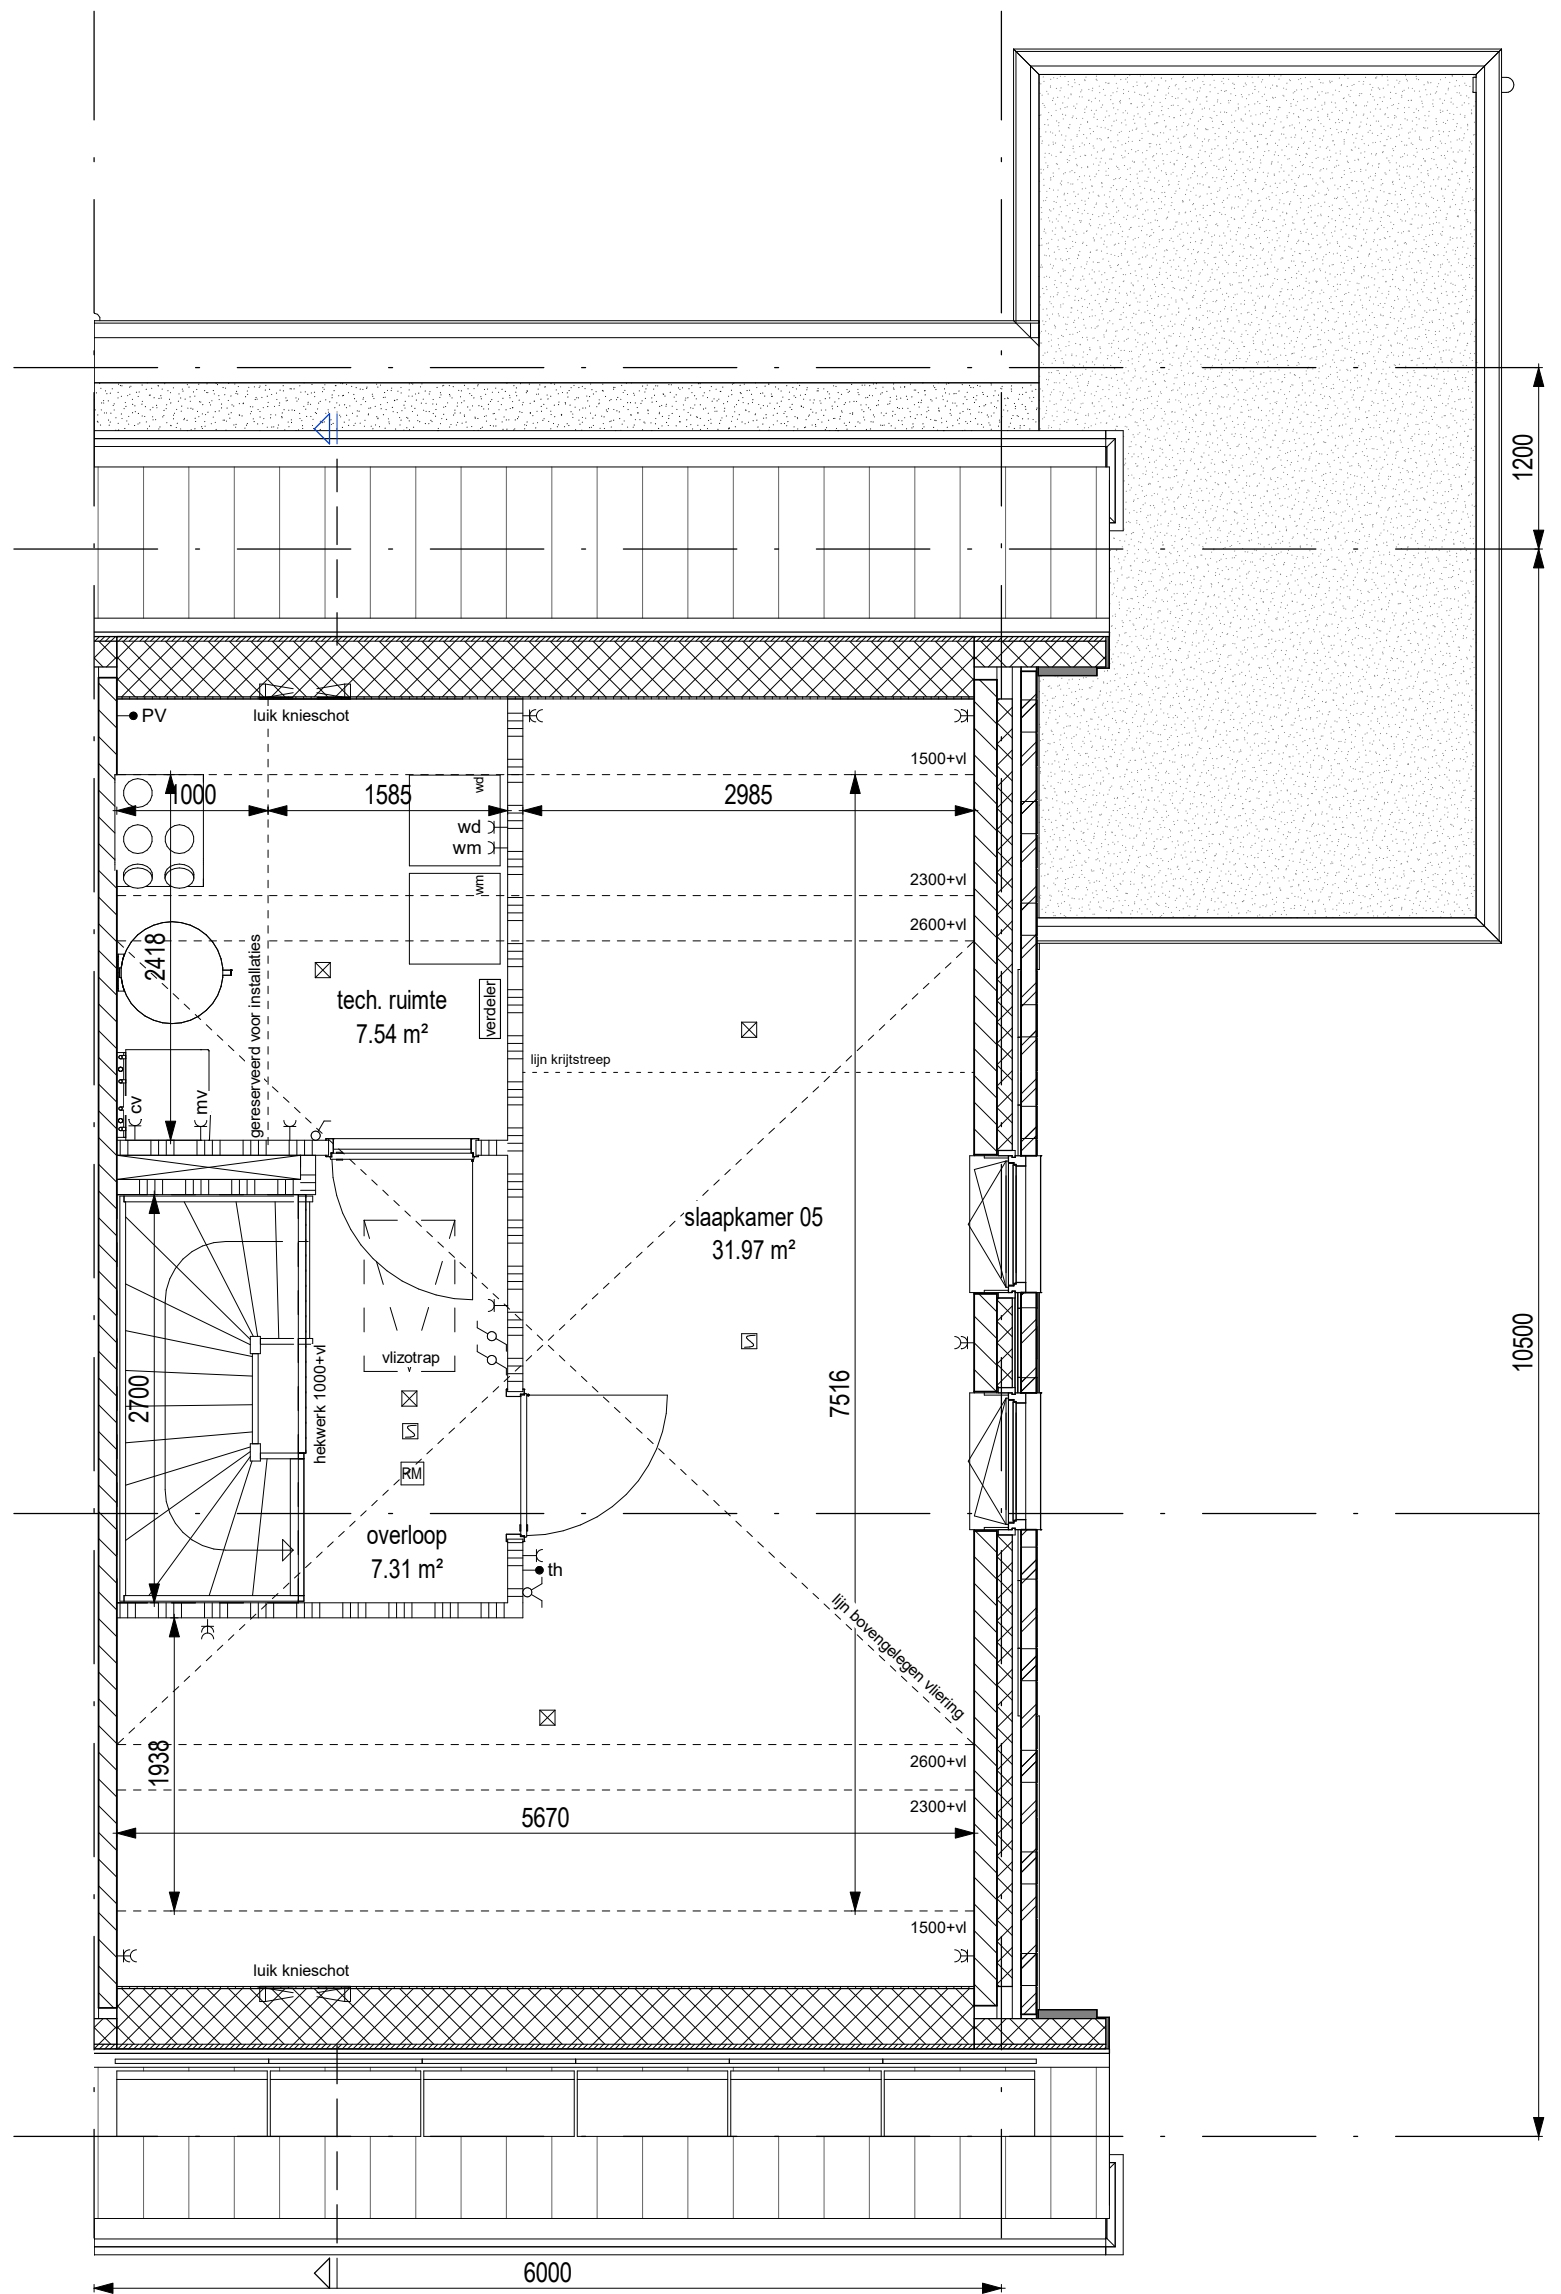 1200
PV
luik knieschot
1500+vl
1000
1585
2985
wd
wd
wm
wm
2300+vl
2600+vl
2418
gereserveerd voor installaties
verdeler
tech. ruimte
7.54 m²
lijn krijtstreep
cv
mv
slaapkamer 05
31.97 m²
10500
vlizotrap
hekwerk 1000+vl
2700
7516
RM
overloop
7.31 m²
th
lijn bovengelegen vliering
1938
2600+vl
2300+vl
5670
1500+vl
luik knieschot
6000